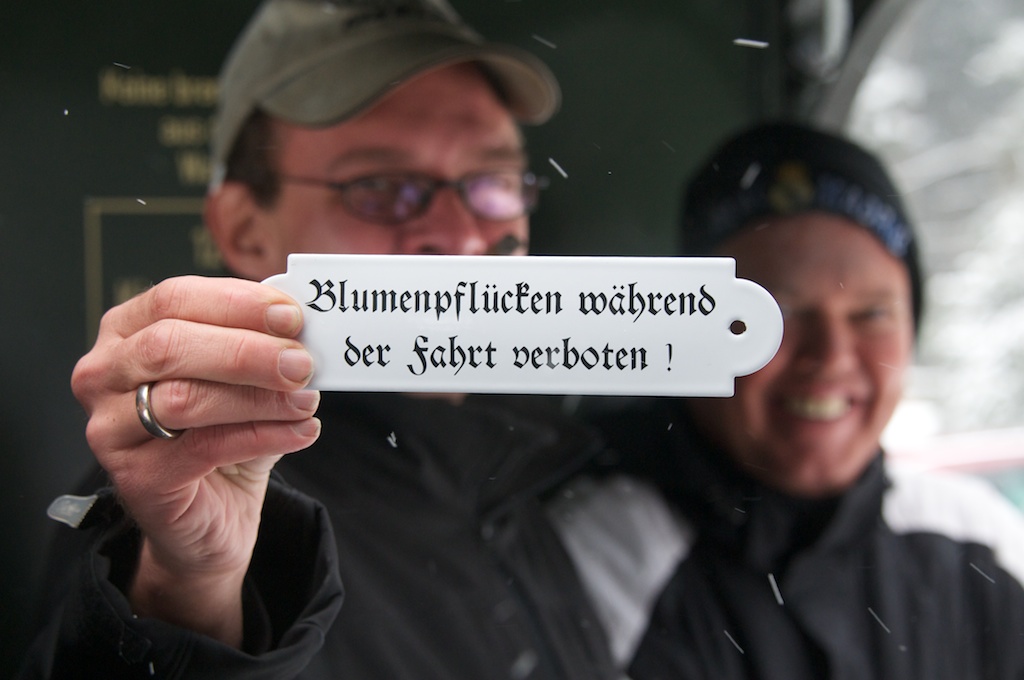 Blumenpflücken während
der Fahrt verboten !